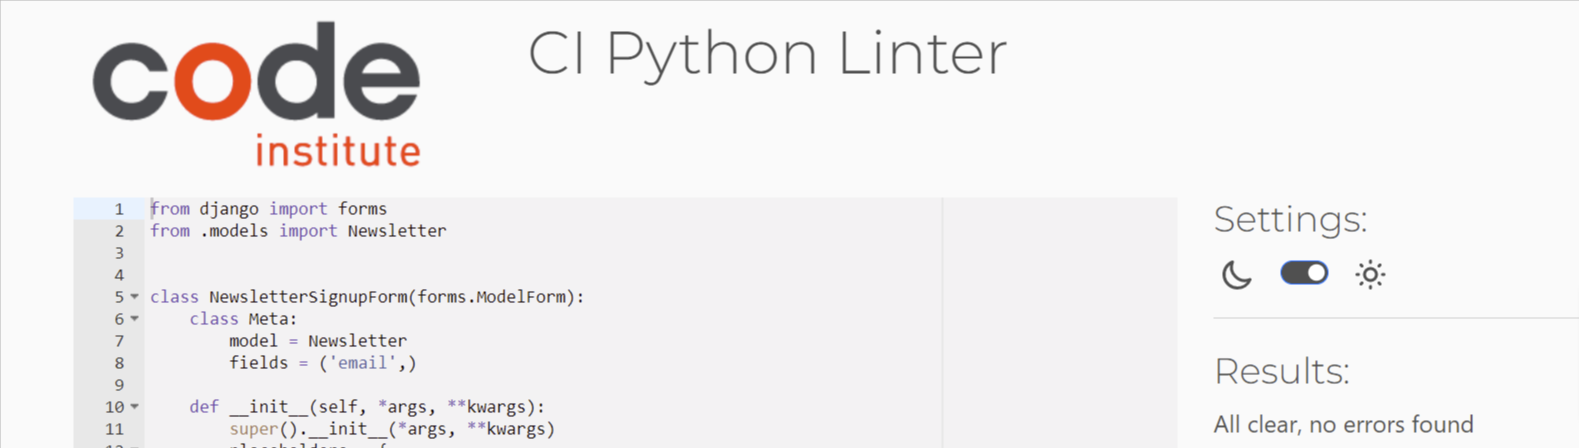 code
institute
CI Python Linter
1 from django import forms
2 from .models import Newsletter
3
4
5 class NewsletterSignupForm(forms.ModelForm):
6     class Meta:
7         model = Newsletter
8         fields = ('email',)
9
10     def __init__(self, *args, **kwargs):
11         super().__init__(*args, **kwargs)
Settings:
Results:
All clear, no errors found